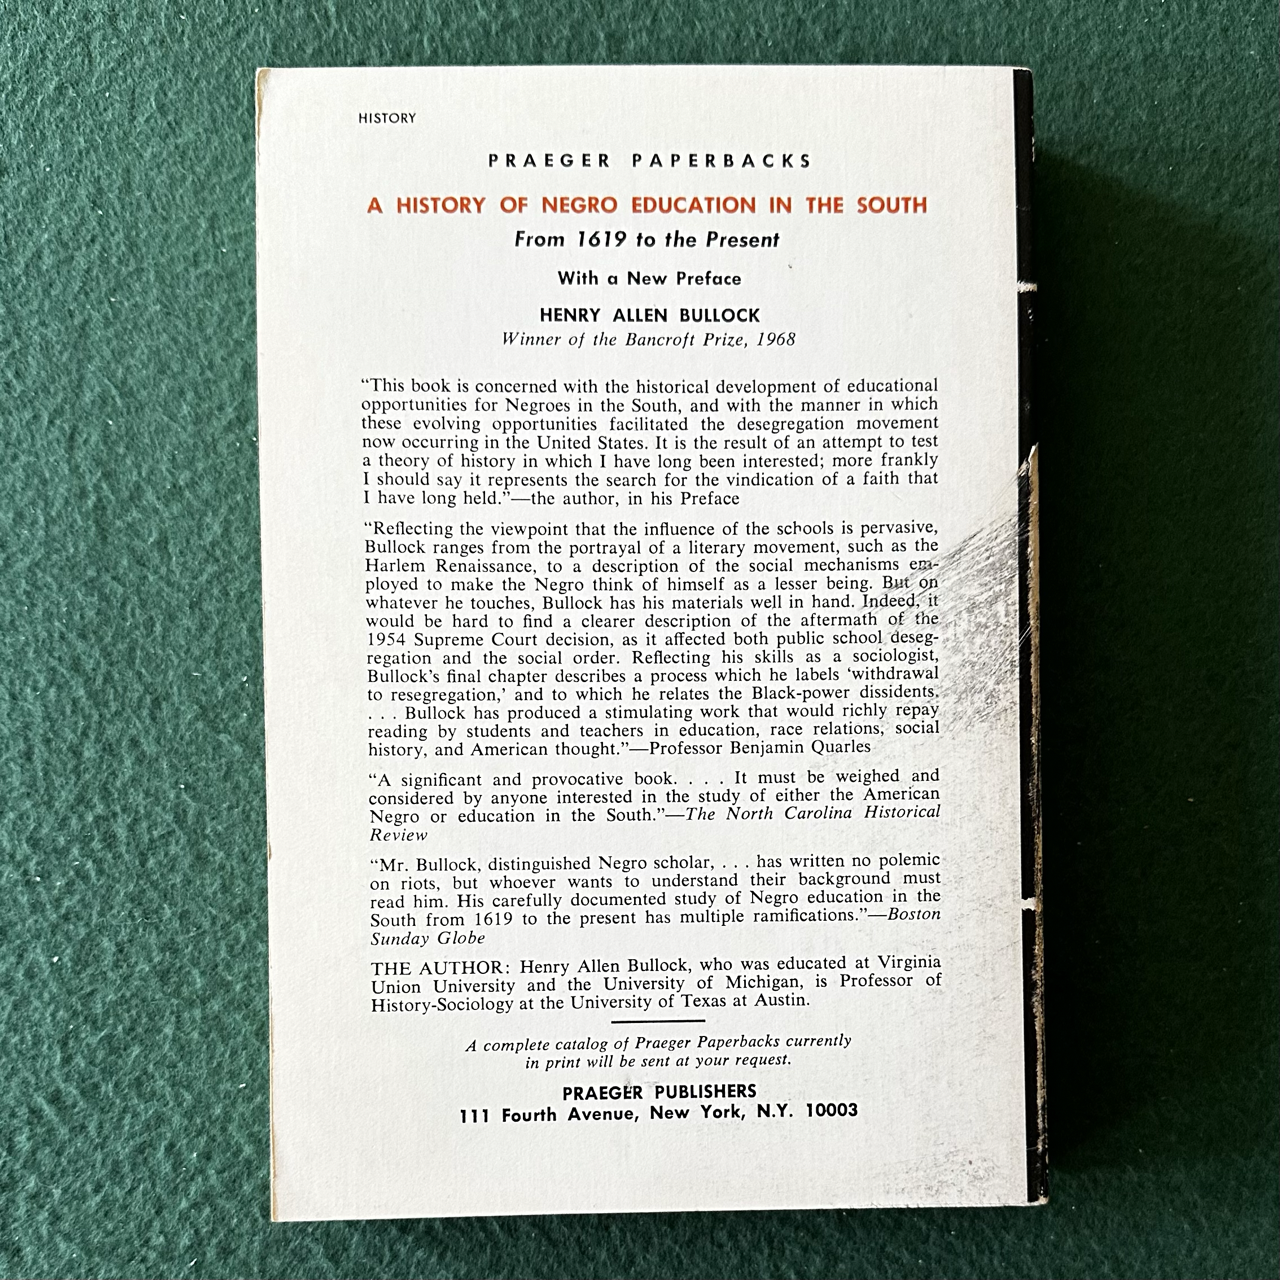 HISTORY
PRAEGER PAPERBACKS
A HISTORY OF NEGRO EDUCATION IN THE SOUTH
From 1619 to the Present
With a New Preface
HENRY ALLEN BULLOCK
Winner of the Bancroft Prize, 1968
“This book is concerned with the historical development of educational
opportunities for Negroes in the South, and with the manner in which
these evolving opportunities facilitated the desegregation movement
now occurring in the United States. It is the result of an attempt to test
a theory of history in which I have long been interested; more frankly
I should say it represents the search for the vindication of a faith that
I have long held.”—the author, in his Preface
“Reflecting the viewpoint that the influence of the schools is pervasive,
Bullock ranges from the portrayal of a literary movement, such as the
Harlem Renaissance, to a description of the social mechanisms em-
ployed to make the Negro think of himself as a lesser being. But on
whatever he touches, Bullock has his materials well in hand. Indeed, it
would be hard to find a clearer description of the aftermath of the
1954 Supreme Court decision, as it affected both public school deseg-
regation and the social order. Reflecting his skills as a sociologist,
Bullock’s final chapter describes a process which he labels ‘withdrawal
to resegregation,’ and to which he relates the Black-power dissidents.
. . . Bullock has produced a stimulating work that would richly repay
reading by students and teachers in education, race relations, social
history, and American thought.”—Professor Benjamin Quarles
“A significant and provocative book. . . . It must be weighed and
considered by anyone interested in the study of either the American
Negro or education in the South.”—The North Carolina Historical
Review
“Mr. Bullock, distinguished Negro scholar, . . . has written no polemic
on riots, but whoever wants to understand their background must
read him. His carefully documented study of Negro education in the
South from 1619 to the present has multiple ramifications.”—Boston
Sunday Globe
THE AUTHOR: Henry Allen Bullock, who was educated at Virginia
Union University and the University of Michigan, is Professor of
History-Sociology at the University of Texas at Austin.
A complete catalog of Praeger Paperbacks currently
in print will be sent at your request.
PRAEGER PUBLISHERS
111 Fourth Avenue, New York, N.Y. 10003